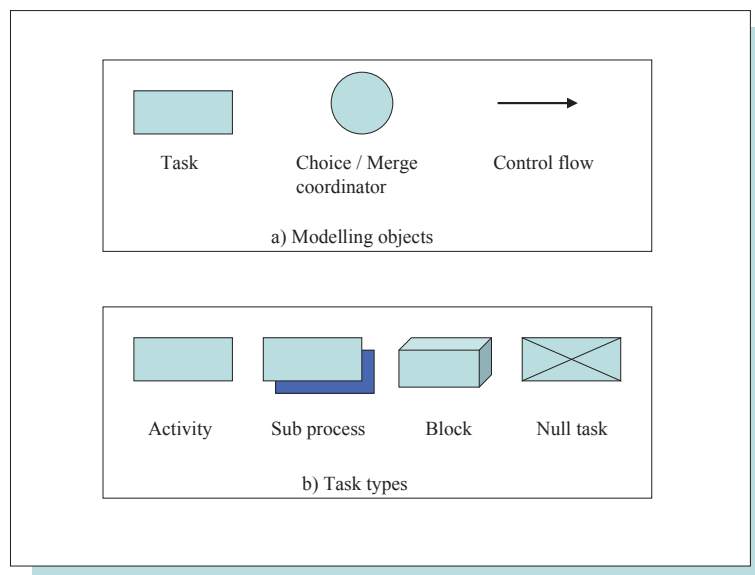 Task
Choice / Merge
coordinator
Control flow
a) Modelling objects
Activity
Sub process
Block
Null task
b) Task types